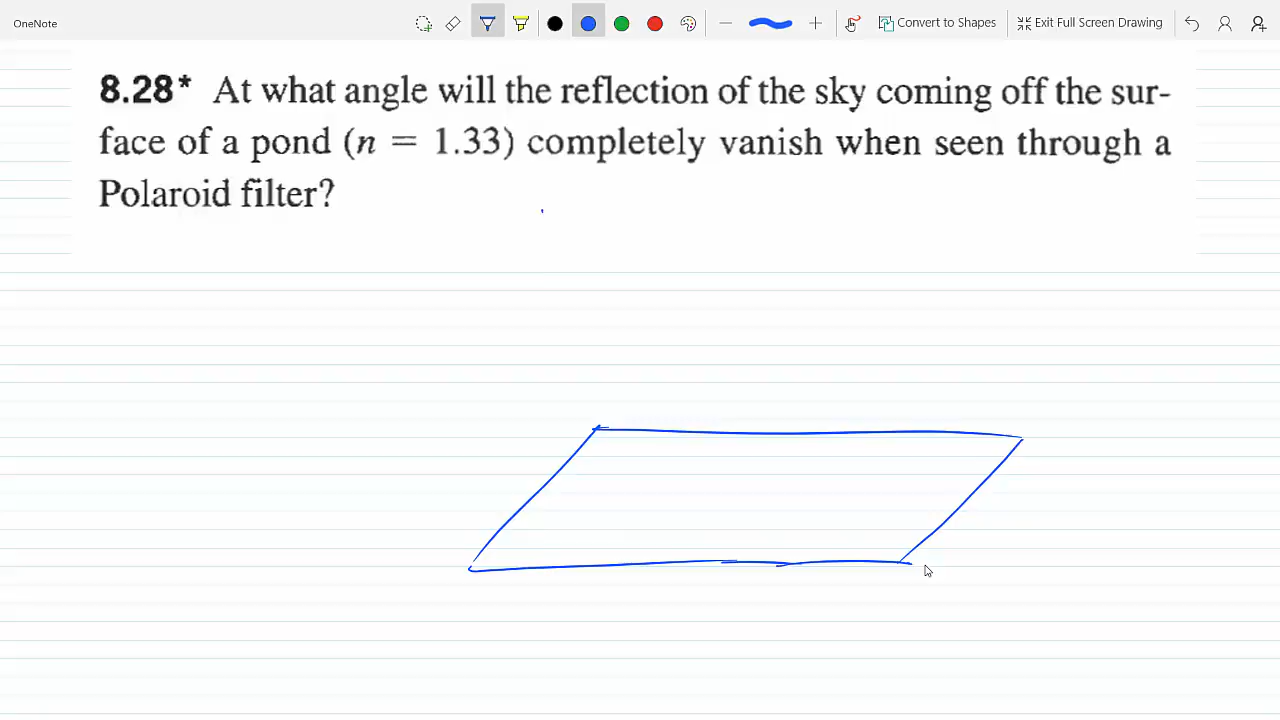 OneNote
Convert to Shapes
Exit Full Screen Drawing
8.28* At what angle will the reflection of the sky coming off the sur-
face of a pond (n = 1.33) completely vanish when seen through a
Polaroid filter?